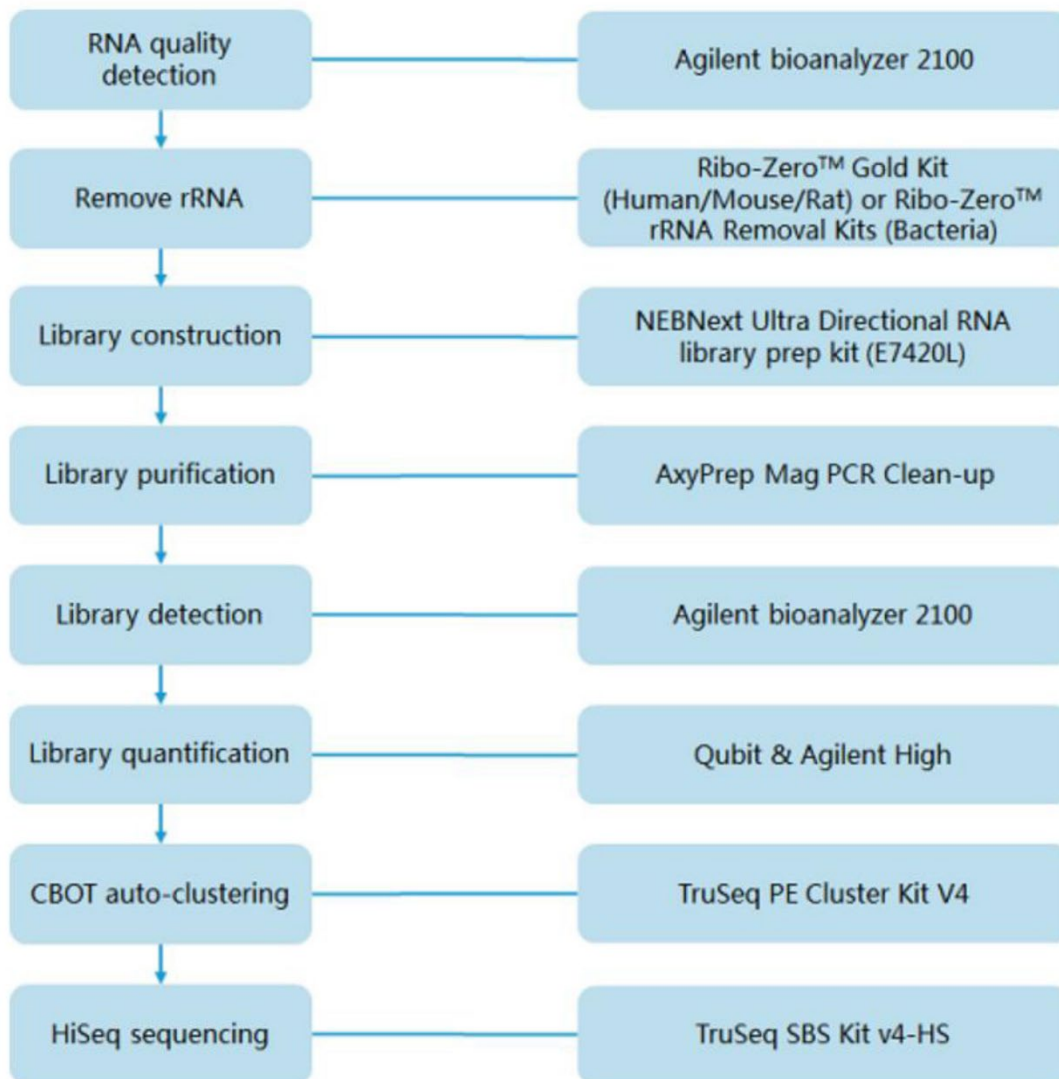 RNA quality
detection
Agilent bioanalyzer 2100
Remove rRNA
Ribo-Zero™ Gold Kit
(Human/Mouse/Rat) or Ribo-Zero™
rRNA Removal Kits (Bacteria)
Library construction
NEBNext Ultra Directional RNA
library prep kit (E7420L)
Library purification
AxyPrep Mag PCR Clean-up
Library detection
Agilent bioanalyzer 2100
Library quantification
Qubit & Agilent High
CBOT auto-clustering
TruSeq PE Cluster Kit V4
HiSeq sequencing
TruSeq SBS Kit v4-HS